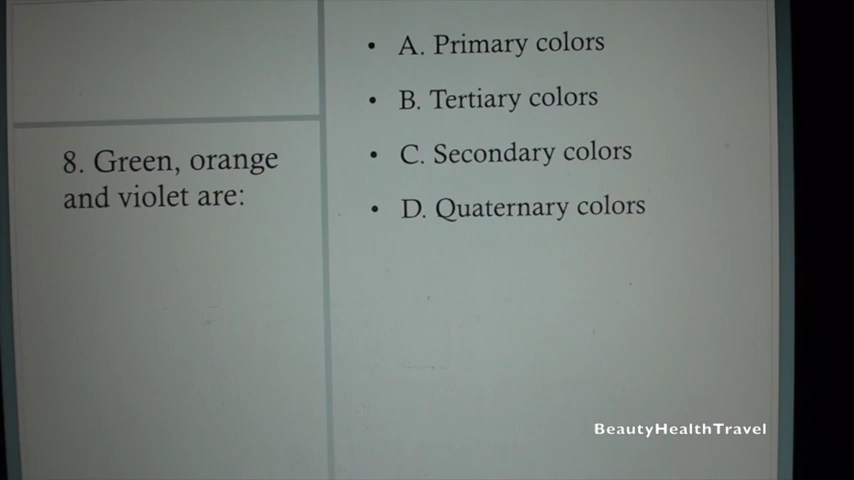 8. Green, orange
and violet are:
• A. Primary colors
• B. Tertiary colors
• C. Secondary colors
• D. Quaternary colors
BeautyHealthTravel